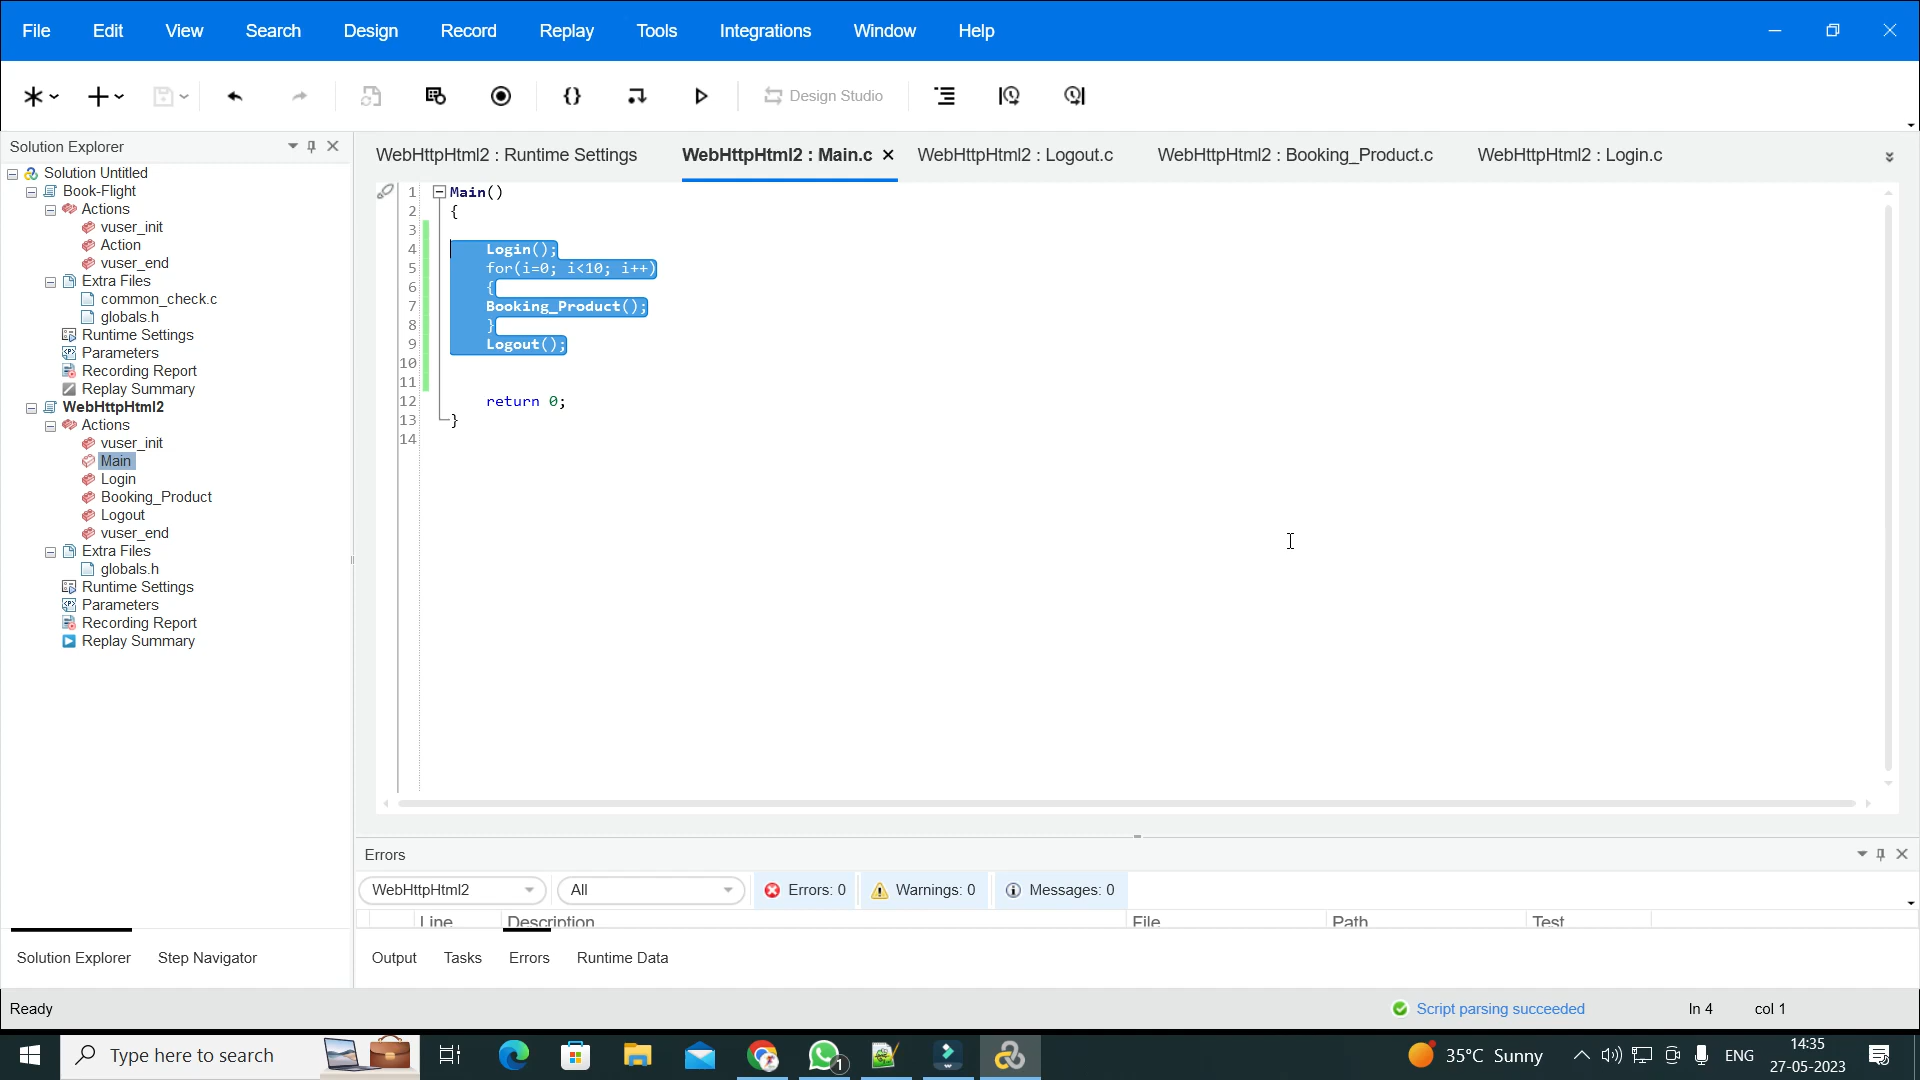 File Edit View Search Design Record Replay Tools Integrations Window Help
Design Studio
Solution Explorer
Solution Untitled
Book-Flight
Actions
vuser_init
Action
vuser_end
Extra Files
common_check.c
globals.h
Runtime Settings
Parameters
Recording Report
Replay Summary
WebHttpHtml2
Actions
vuser_init
Main
Login
Booking_Product
Logout
vuser_end
Extra Files
globals.h
Runtime Settings
Parameters
Recording Report
Replay Summary
Solution Explorer Step Navigator
WebHttpHtml2 : Runtime Settings WebHttpHtml2 : Main.c WebHttpHtml2 : Logout.c WebHttpHtml2 : Booking_Product.c WebHttpHtml2 : Login.c
1 Main()
2 {
3
4 Login();
5 for(i=0; i<10; i++)
6 {
7 Booking_Product();
8 }
9 Logout();
10
11
12 return 0;
13 }
14
Errors
WebHttpHtml2 All Errors: 0 Warnings: 0 Messages: 0
Line Description File Path Test
Output Tasks Errors Runtime Data
Ready Script parsing succeeded ln 4 col 1
Type here to search 1 35°C Sunny ENG 14:35
27-05-2023